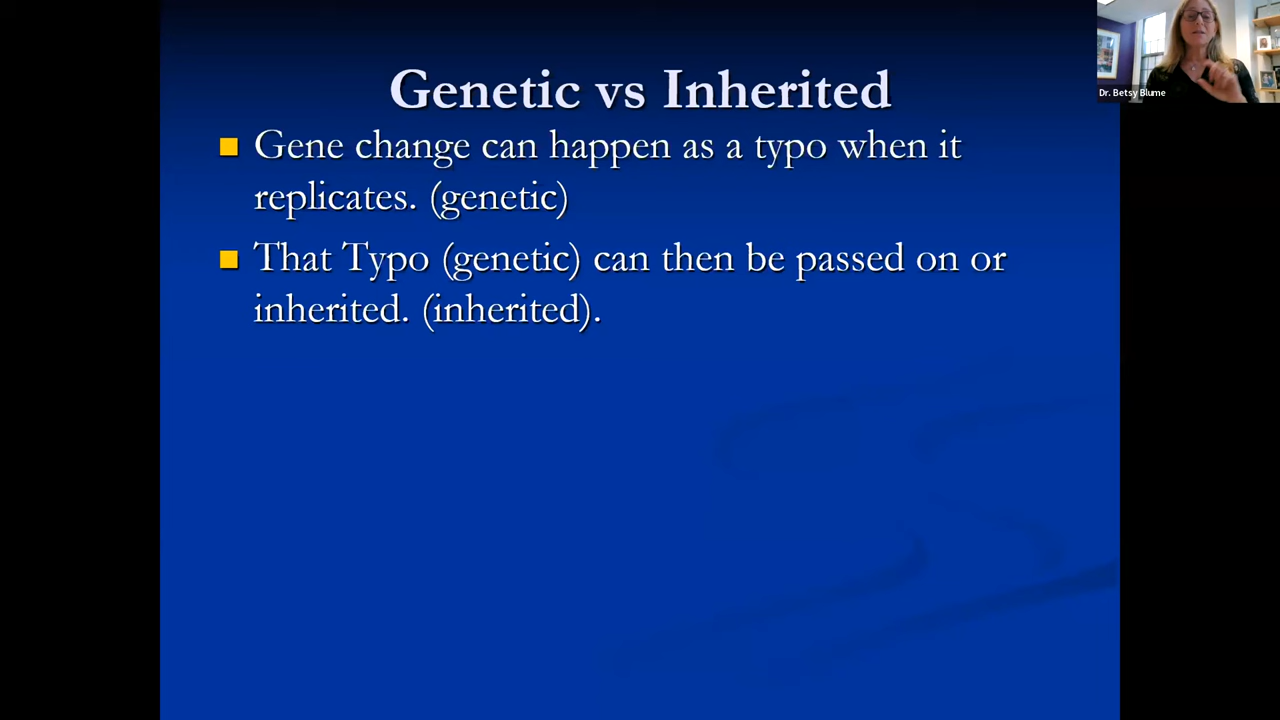 Genetic vs Inherited
Gene change can happen as a typo when it
replicates. (genetic)
That Typo (genetic) can then be passed on or
inherited. (inherited).
Dr. Betsy Blume